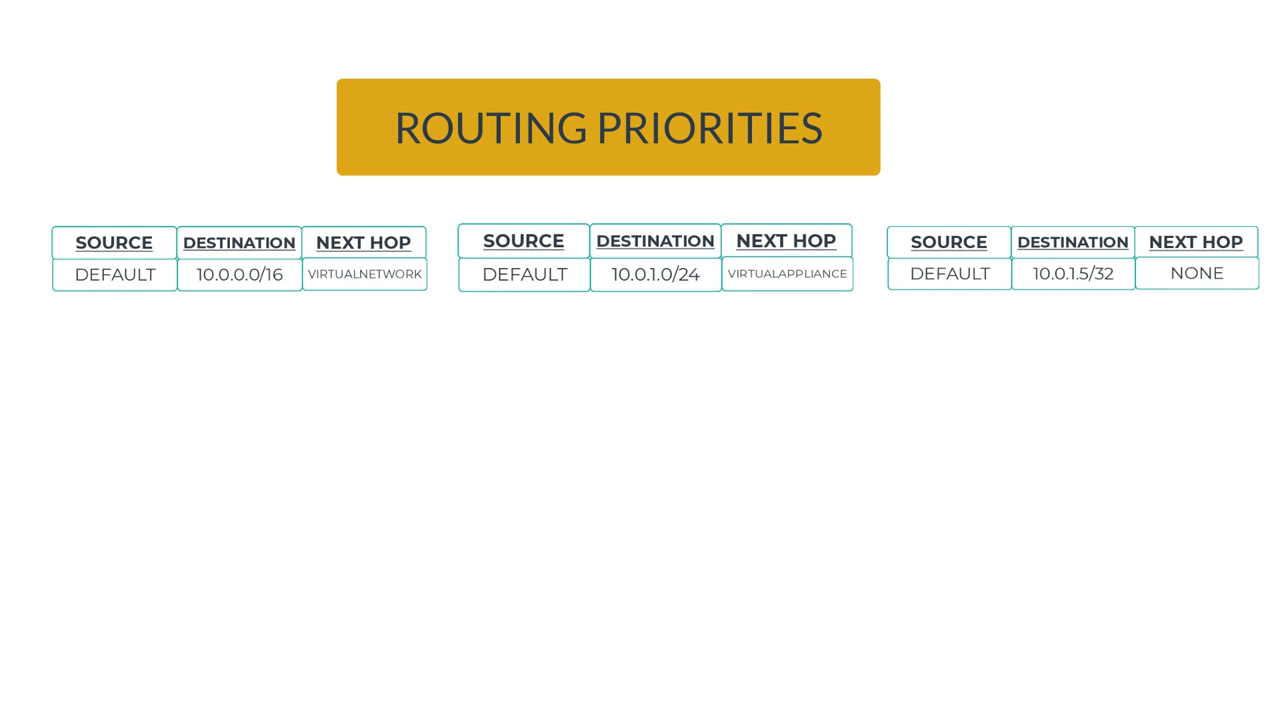 ROUTING PRIORITIES
SOURCE DESTINATION NEXT HOP
DEFAULT 10.0.0.0/16 VIRTUALNETWORK
SOURCE DESTINATION NEXT HOP
DEFAULT 10.0.1.0/24 VIRTUALAPPLIANCE
SOURCE DESTINATION NEXT HOP
DEFAULT 10.0.1.5/32 NONE